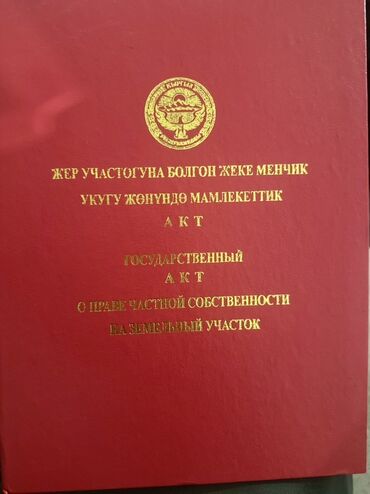 ЖЕР УЧАСТОГУНА БОЛГОН ЖЕКЕ МЕНЧИК
УКУГУ ЖӨНҮНДӨ МАМЛЕКЕТТИК
АКТ
ГОСУДАРСТВЕННЫЙ
АКТ
О ПРАВЕ ЧАСТНОЙ СОБСТВЕННОСТИ
НА ЗЕМЕЛЬНЫЙ УЧАСТОК